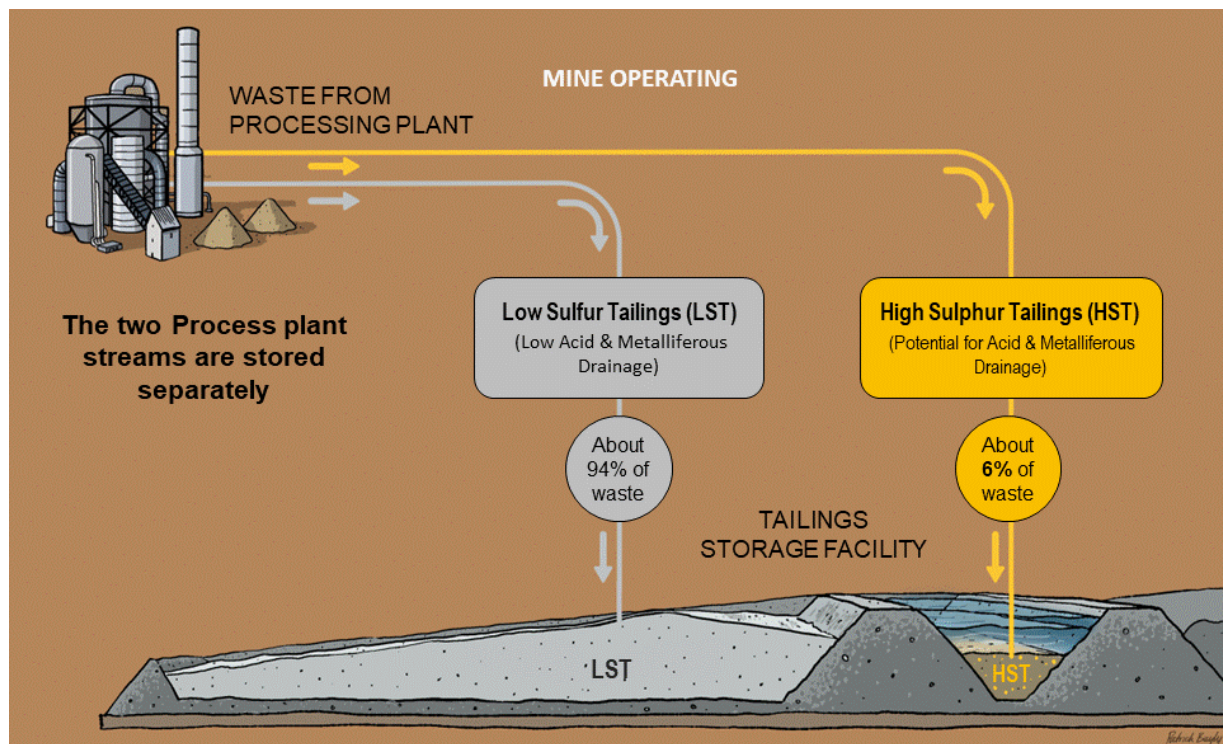 MINE OPERATING
WASTE FROM
PROCESSING PLANT
The two Process plant
streams are stored
separately
Low Sulfur Tailings (LST)
(Low Acid & Metalliferous
Drainage)
High Sulphur Tailings (HST)
(Potential for Acid & Metalliferous
Drainage)
About
94% of
waste
About
6% of
waste
TAILINGS
STORAGE FACILITY
LST
HST